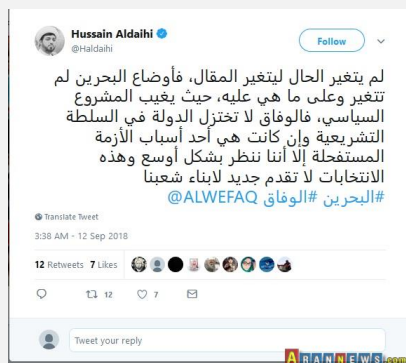 Hussain Aldaihi
@Haldaihi
Follow
لم يتغير الحال ليتغير المقال، فأوضاع البحرين لم
تتغير وعلى ما هي عليه، حيث يغيب المشروع
السياسي، فالوفاق لا تختزل الدولة في السلطة
التشريعية وإن كانت هي أحد أسباب الأزمة
المستفحلة إلا أننا ننظر بشكل أوسع وهذه
الانتخابات لا تقدم جديد لابناء شعبنا
#البحرين #الوفاق @ALWEFAQ
Translate Tweet
3:38 AM - 12 Sep 2018
12 Retweets 7 Likes
12 7
Tweet your reply
ARANNEWS.com